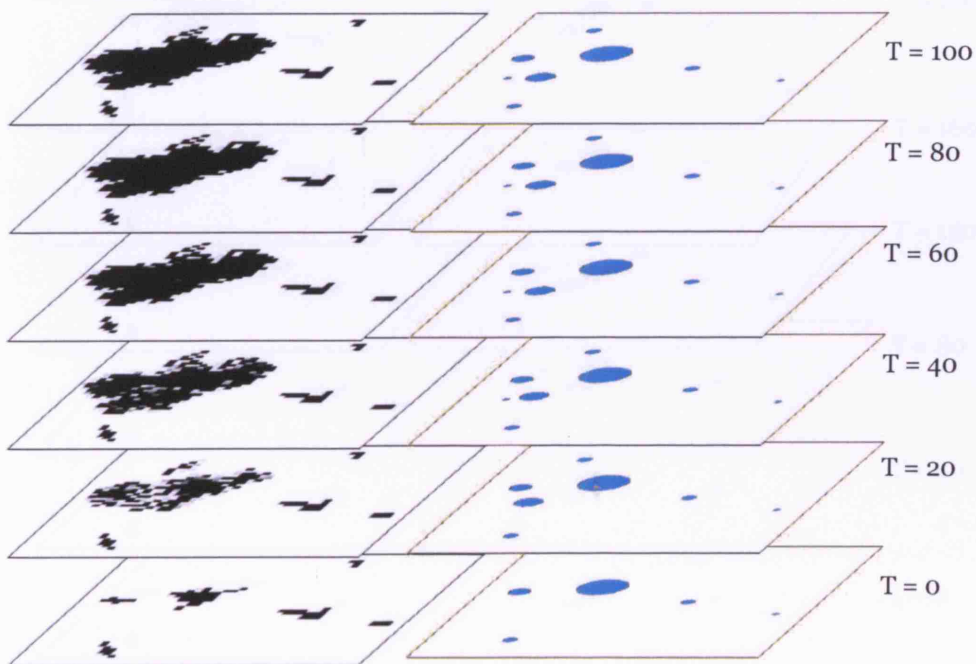 T = 100
T = 80
T = 60
T = 40
T = 20
T = 0